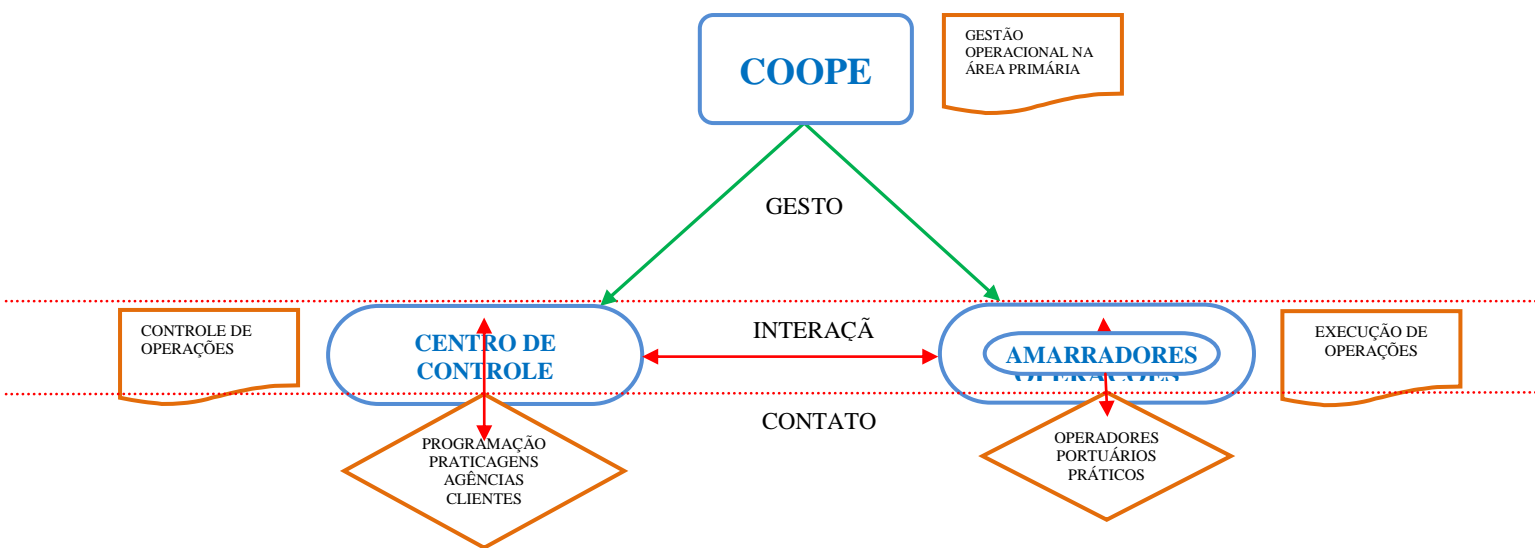 COOPE
GESTÃO
OPERACIONAL NA
ÁREA PRIMÁRIA
GESTO
CONTROLE DE
OPERAÇÕES
CENTRO DE
CONTROLE
INTERAÇÃ
AMARRADORES
OPERAÇÕES
EXECUÇÃO DE
OPERAÇÕES
CONTATO
PROGRAMAÇÃO
PRATICAGENS
AGÊNCIAS
CLIENTES
OPERADORES
PORTUÁRIOS
PRÁTICOS